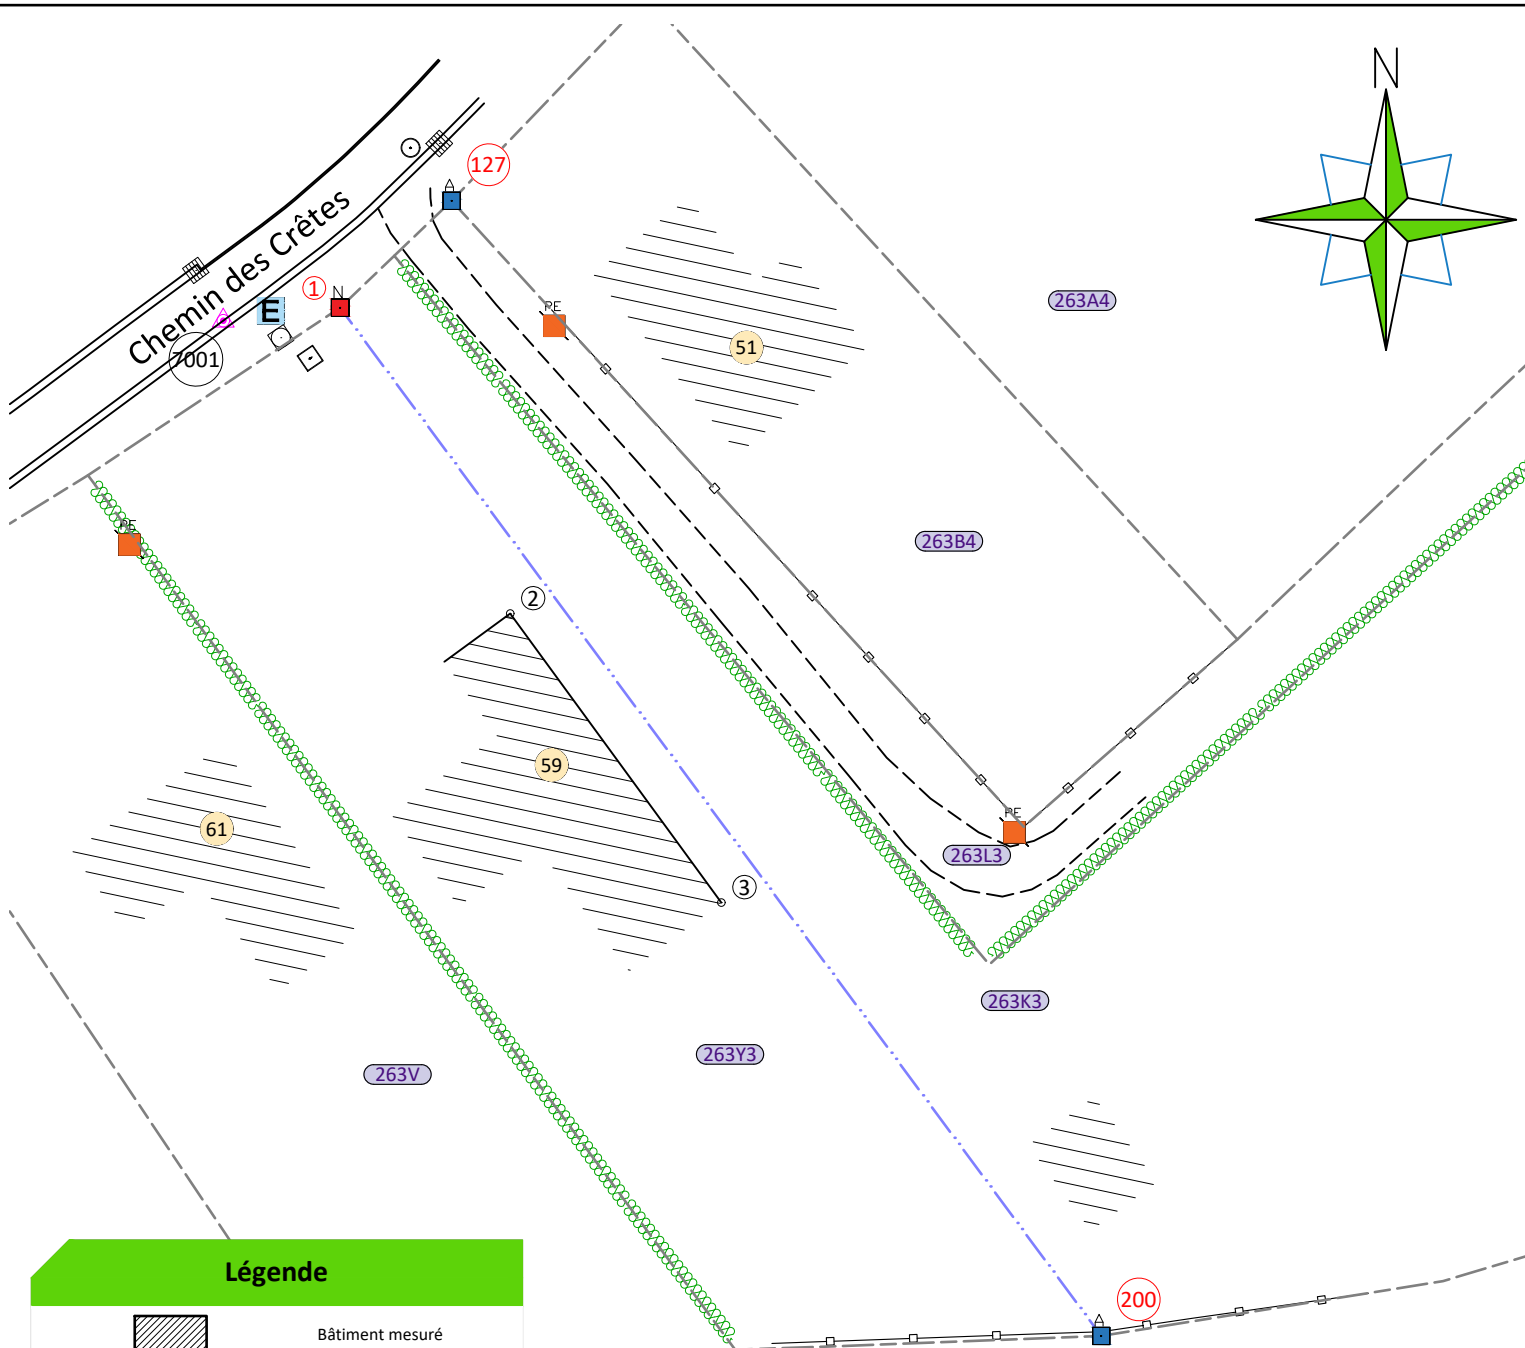 N
127
A
Chemin des Crêtes
1
N
E
7001
PE
51
263A4
263B4
PE
2
59
61
3
PE
263L3
263K3
263Y3
263V
200
A
Légende
Bâtiment mesuré